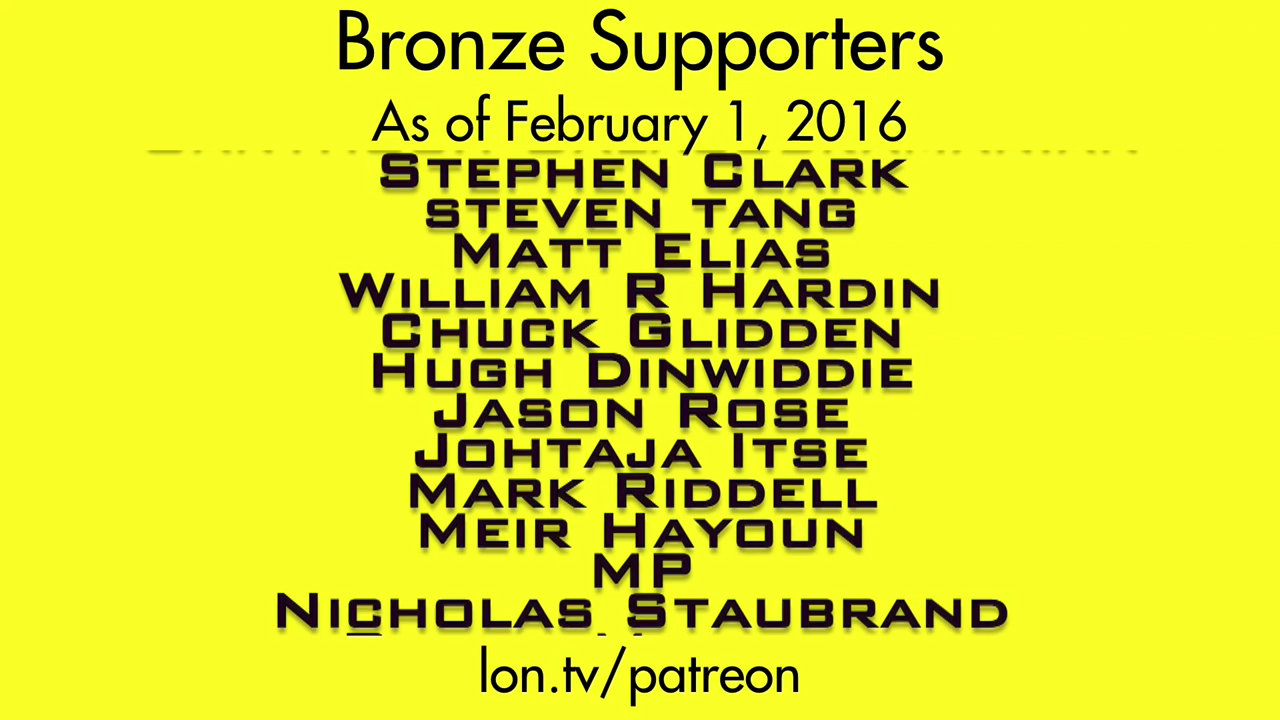 Bronze Supporters
As of February 1, 2016
Stephen Clark
steven tang
Matt Elias
William R Hardin
Chuck Glidden
Hugh Dinwiddie
Jason Rose
Johtaja Itse
Mark Riddell
Meir Hayoun
MP
Nicholas Staubrand
lon.tv/patreon